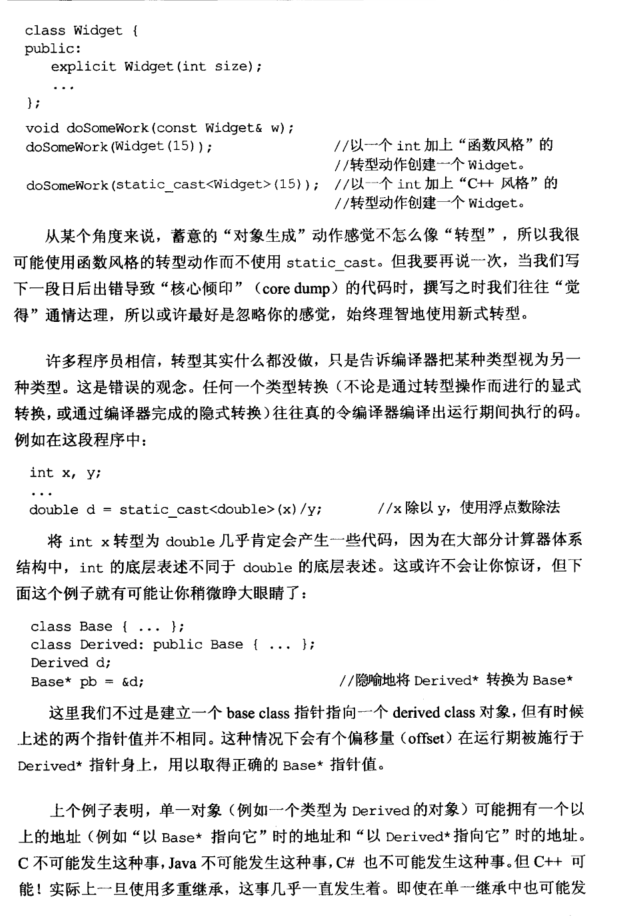 class Widget {
public:
explicit Widget(int size);
...
};
void doSomeWork(const Widget& w);
doSomeWork(Widget(15)); //以一个 int 加上“函数风格”的
//转型动作创建一个 Widget。
doSomeWork(static_cast<Widget>(15)); //以一个 int 加上“C++ 风格”的
//转型动作创建一个 Widget。
从某个角度来说，蓄意的“对象生成”动作感觉不怎么像“转型”，所以我很
可能使用函数风格的转型动作而不使用 static_cast。但我要再说一次，当我们写
下一段日后出错导致“核心倾印”（core dump）的代码时，撰写之时我们往往“觉
得”通情达理，所以或许最好是忽略你的感觉，始终理智地使用新式转型。
许多程序员相信，转型其实什么都没做，只是告诉编译器把某种类型视为另一
种类型。这是错误的观念。任何一个类型转换（不论是通过转型操作而进行的显式
转换，或通过编译器完成的隐式转换）往往真的令编译器编译出运行期间执行的码。
例如在这段程序中：
int x, y;
...
double d = static_cast<double>(x)/y; //x 除以 y，使用浮点数除法
将 int x 转型为 double 几乎肯定会产生一些代码，因为在大部分计算器体系
结构中，int 的底层表述不同于 double 的底层表述。这或许不会让你惊讶，但下
面这个例子就有可能让你稍微睁大眼睛了：
class Base { ... };
class Derived: public Base { ... };
Derived d;
Base* pb = &d; //隐喻地将 Derived* 转换为 Base*
这里我们不过是建立一个 base class 指针指向一个 derived class 对象，但有时候
上述的两个指针值并不相同。这种情况下会有个偏移量（offset）在运行期被施行于
Derived* 指针身上，用以取得正确的 Base* 指针值。
上个例子表明，单一对象（例如一个类型为 Derived 的对象）可能拥有一个以
上的地址（例如“以 Base* 指向它”时的地址和“以 Derived*指向它”时的地址。
C 不可能发生这种事，Java 不可能发生这种事，C# 也不可能发生这种事。但 C++ 可
能！实际上一旦使用多重继承，这事几乎一直发生着。即使在单一继承中也可能发